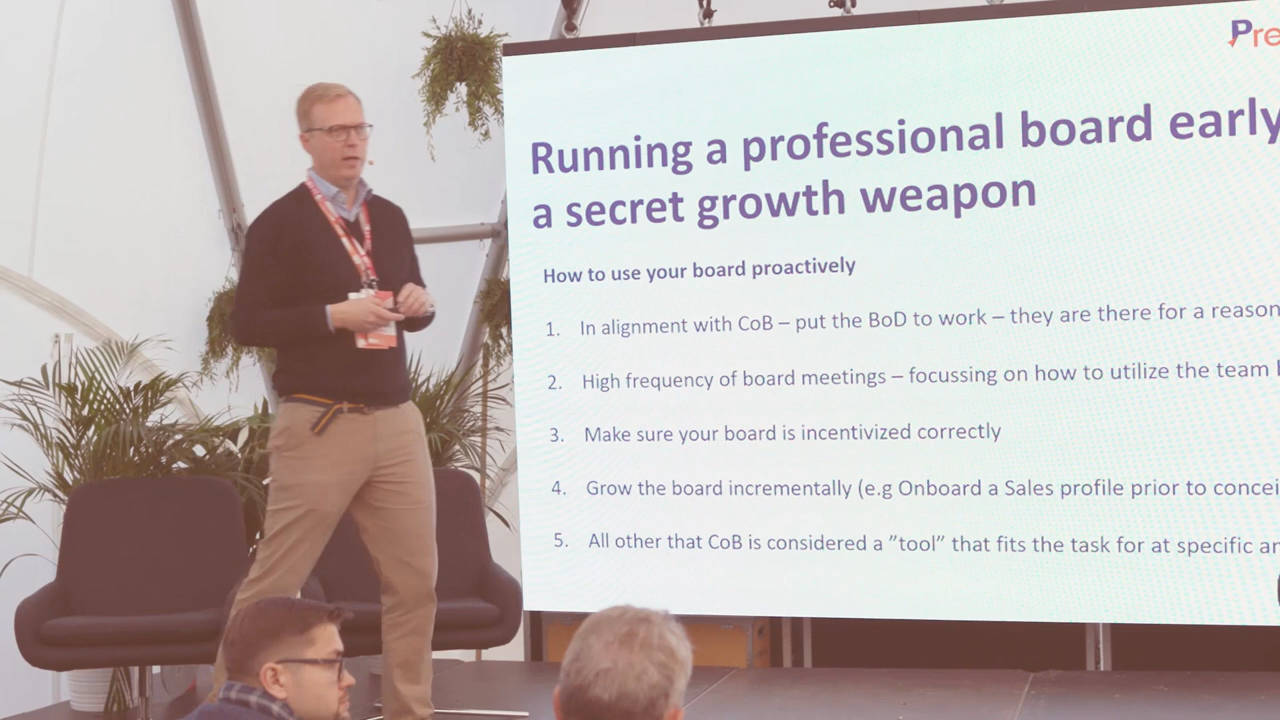 Pre
Running a professional board early
a secret growth weapon
How to use your board proactively
1. In alignment with CoB – put the BoD to work – they are there for a reason
2. High frequency of board meetings – focussing on how to utilize the team
3. Make sure your board is incentivized correctly
4. Grow the board incrementally (e.g Onboard a Sales profile prior to concei
5. All other that CoB is considered a ”tool” that fits the task for at specific